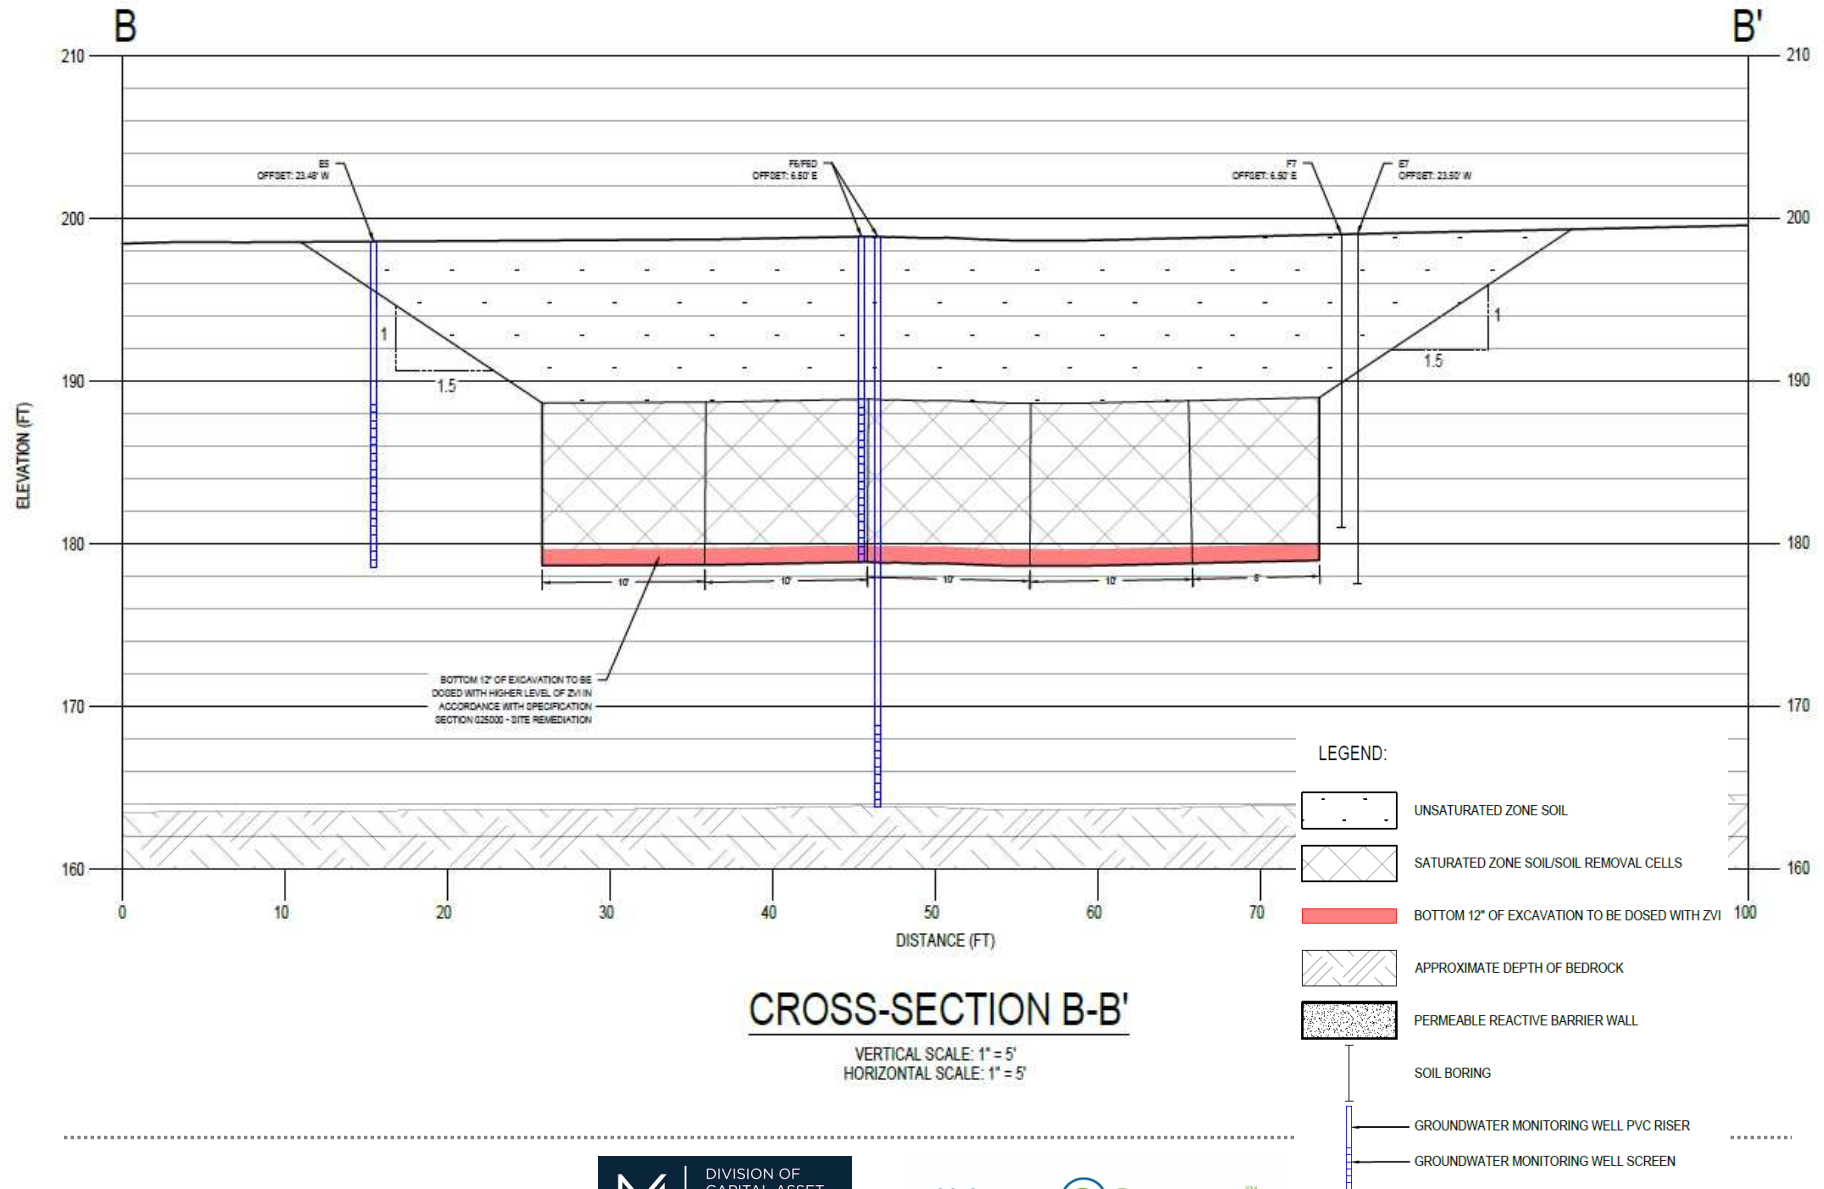 B B'
210 210
E5
OFFSET: 23.48' W
F6/F6D
OFFSET: 6.50' E
F7
OFFSET: 6.50' E
E7
OFFSET: 23.50' W
200 200
1
1.5
1
1.5
190 190
ELEVATION (FT)
180 180
10' 10' 10' 10' 8'
BOTTOM 12" OF EXCAVATION TO BE
DOSED WITH HIGHER LEVEL OF ZVI IN
ACCORDANCE WITH SPECIFICATION
SECTION 025000 - SITE REMEDIATION
170 170
160 160
0 10 20 30 40 50 60 70 100
DISTANCE (FT)
LEGEND:
UNSATURATED ZONE SOIL
SATURATED ZONE SOIL/SOIL REMOVAL CELLS
BOTTOM 12" OF EXCAVATION TO BE DOSED WITH ZVI
APPROXIMATE DEPTH OF BEDROCK
PERMEABLE REACTIVE BARRIER WALL
SOIL BORING
GROUNDWATER MONITORING WELL PVC RISER
GROUNDWATER MONITORING WELL SCREEN
CROSS-SECTION B-B'
VERTICAL SCALE: 1" = 5'
HORIZONTAL SCALE: 1" = 5'
DIVISION OF
CAPITAL ASSET